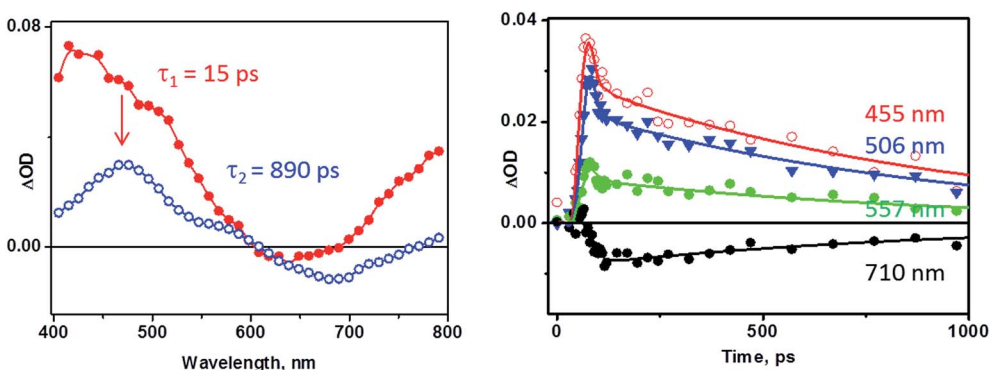 0.08
τ1 = 15 ps
ΔOD
τ2 = 890 ps
0.00
400 500 600 700 800
Wavelength, nm
0.04
455 nm
0.02
506 nm
ΔOD
557 nm
0.00
710 nm
0 500 1000
Time, ps